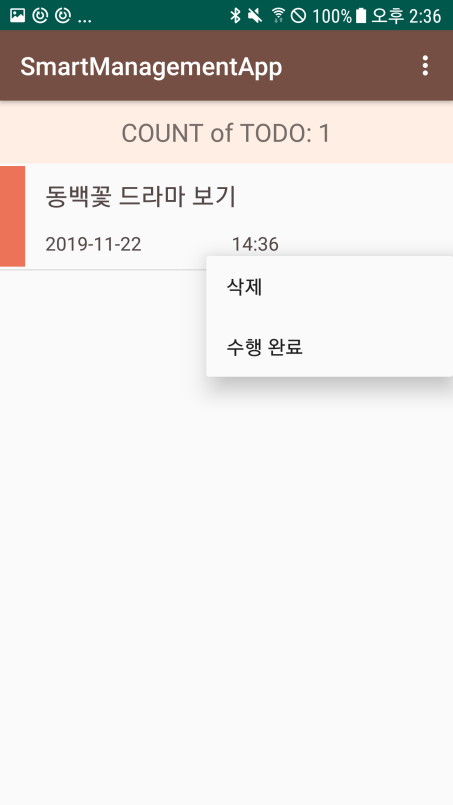 ... 100% 오후 2:36
SmartManagementApp
COUNT of TODO: 1
동백꽃 드라마 보기
2019-11-22 14:36
삭제
수행 완료